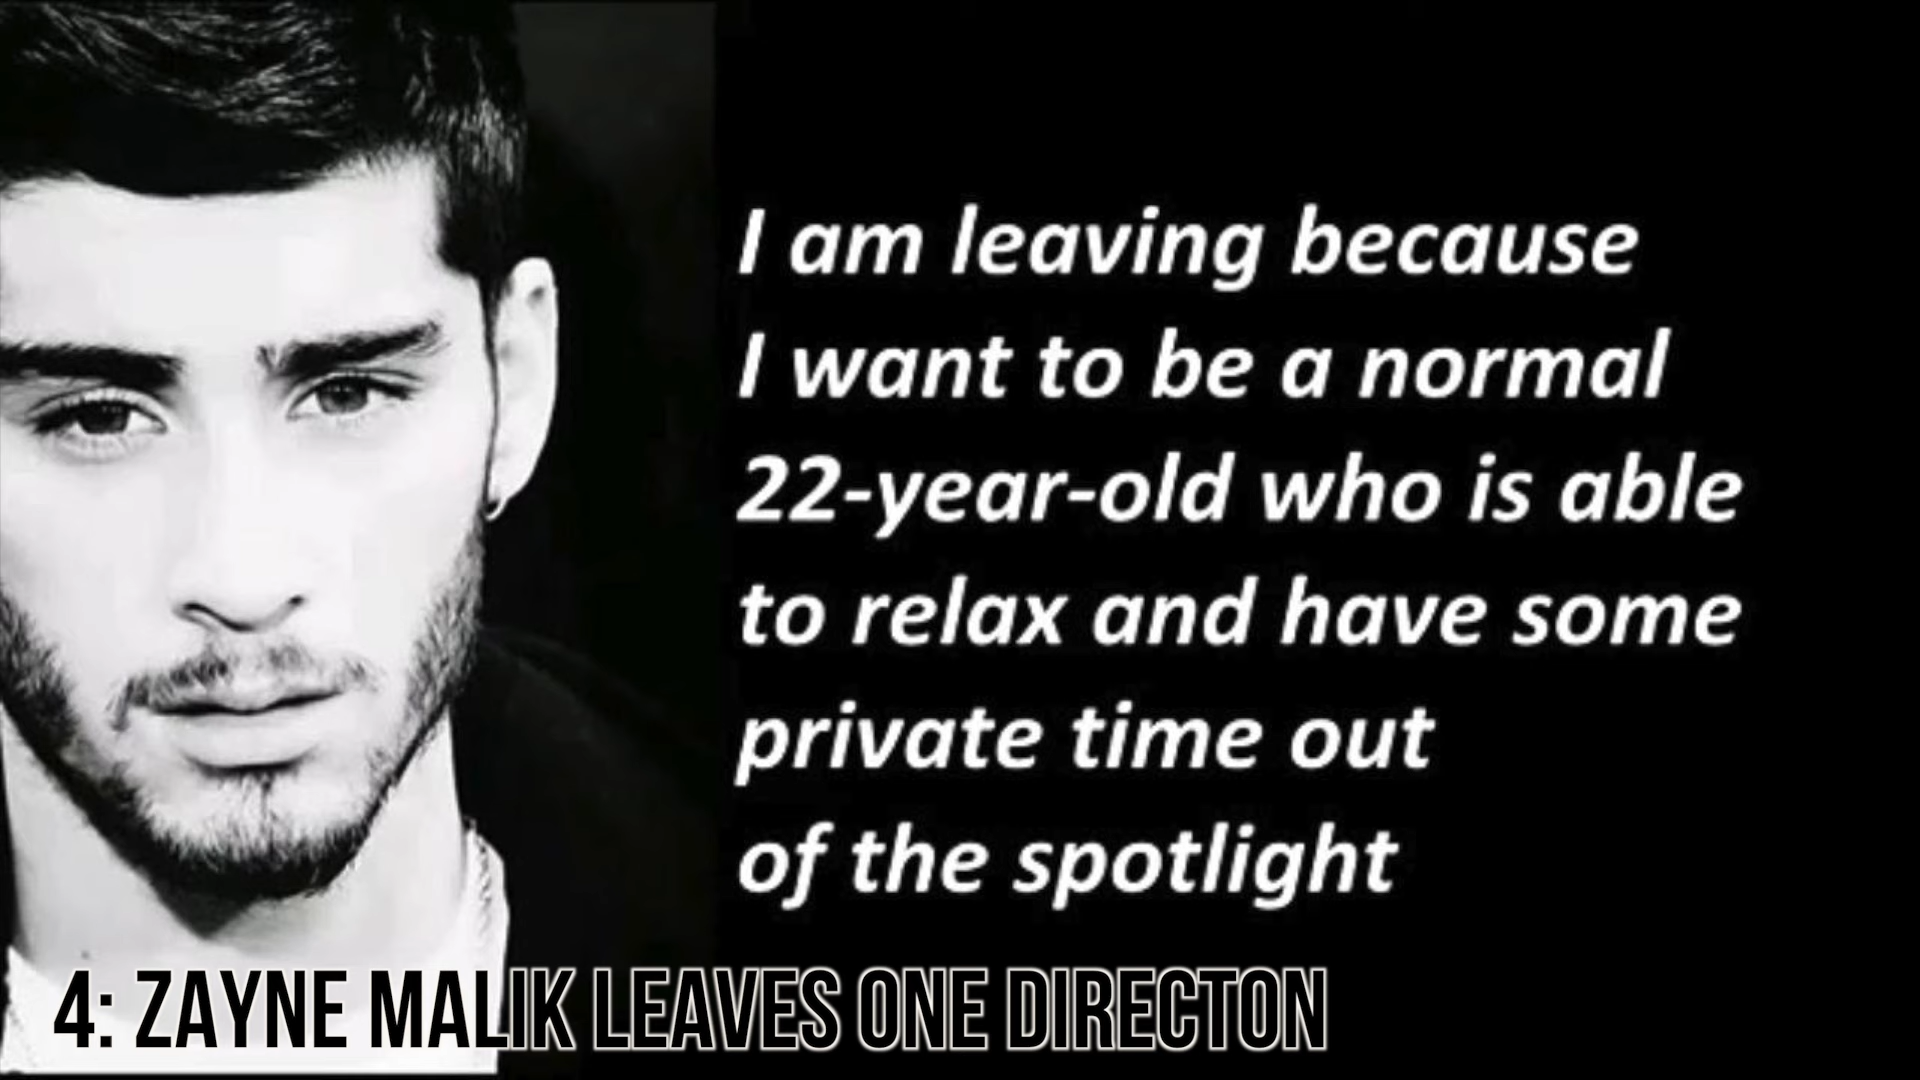 I am leaving because
I want to be a normal
22-year-old who is able
to relax and have some
private time out
of the spotlight
4: ZAYNE MALIK LEAVES ONE DIRECTON